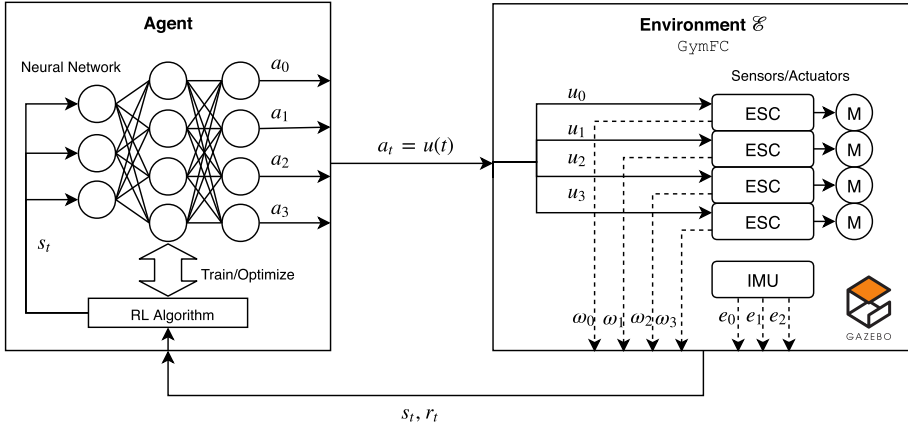 Agent
Neural Network
a₀
a₁
a₂
a₃
sₜ
Train/Optimize
RL Algorithm
aₜ = u(t)
Environment ℰ
GymFC
Sensors/Actuators
u₀
u₁
u₂
u₃
ESC M
ESC M
ESC M
ESC M
IMU
ω₀ ω₁ ω₂ ω₃ e₀ e₁ e₂
GAZEBO
sₜ, rₜ